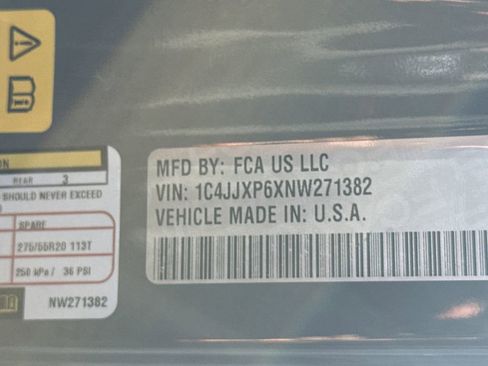 ON
REAR 3
SHOULD NEVER EXCEED
SPARE
275/55R20 113T
250 kPa / 36 PSI
NW271382
MFD BY: FCA US LLC
VIN: 1C4JJXP6XNW271382
VEHICLE MADE IN: U.S.A.